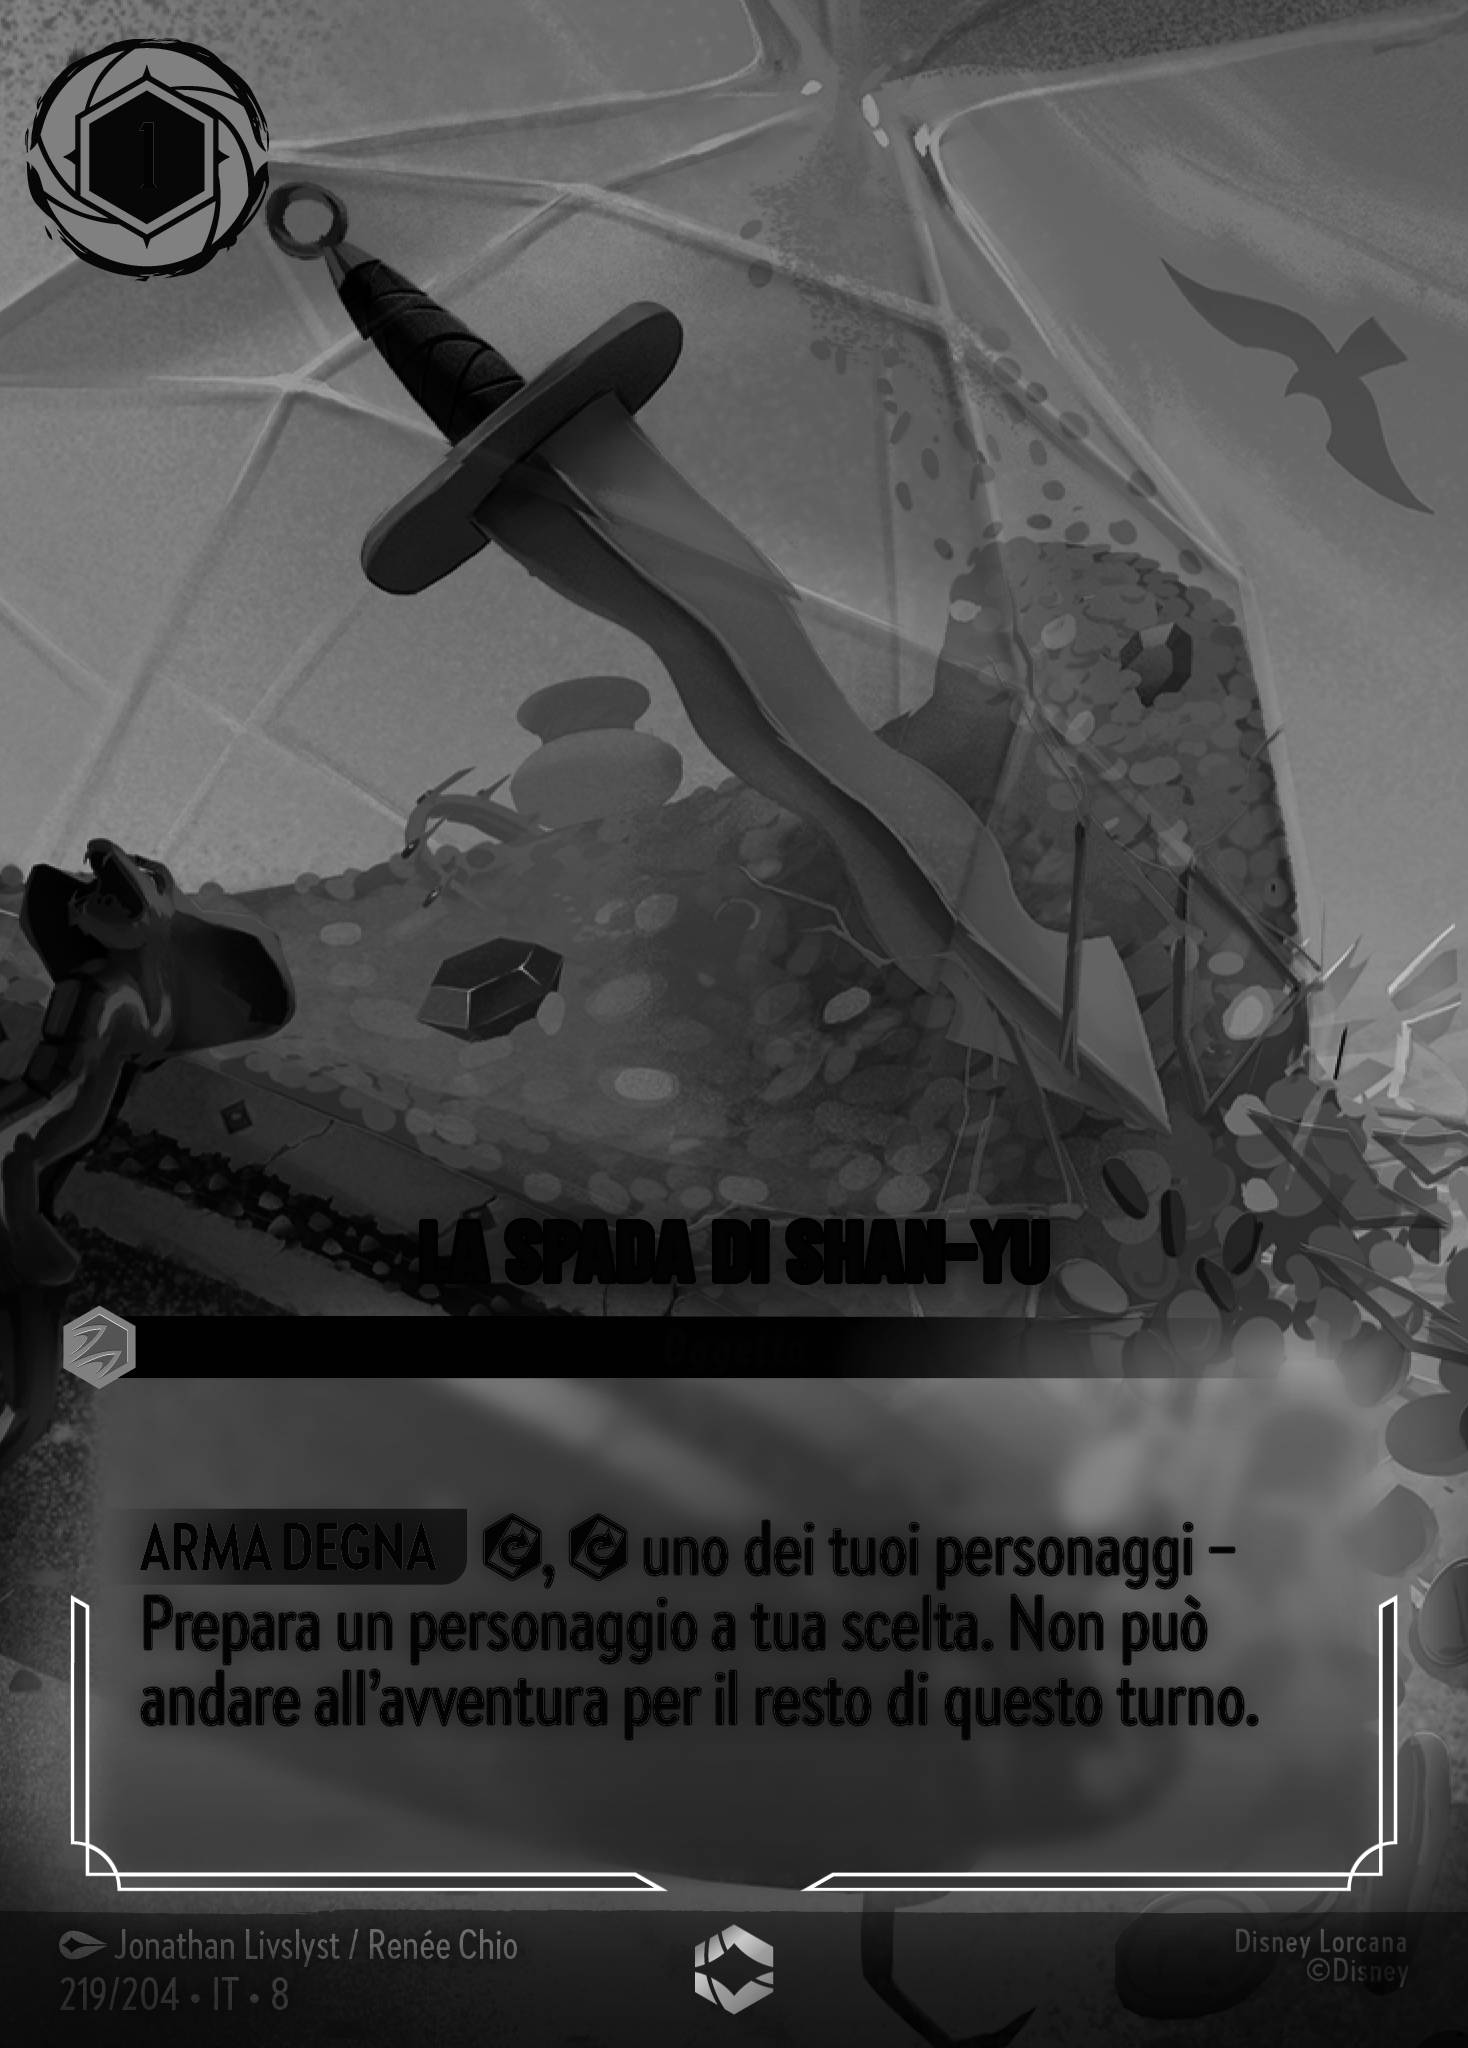 1
LA SPADA DI SHAN-YU
Oggetto
ARMA DEGNA , uno dei tuoi personaggi –
Prepara un personaggio a tua scelta. Non può
andare all’avventura per il resto di questo turno.
Jonathan Livslyst / Renée Chio
219/204 • IT • 8
Disney Lorcana
©Disney